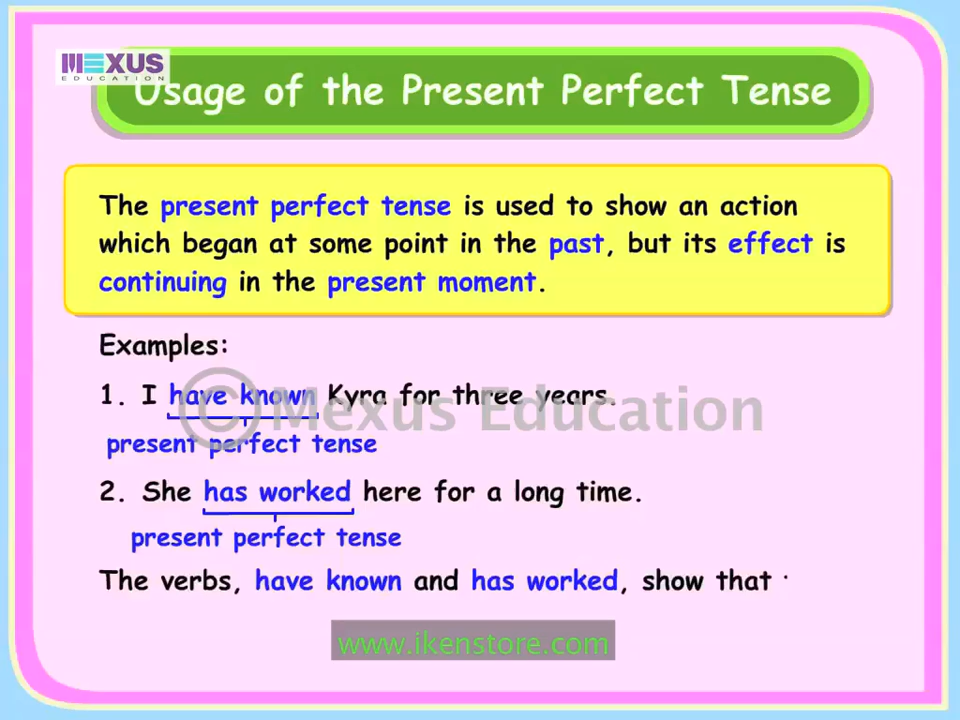 MEXUS
EDUCATION
Usage of the Present Perfect Tense
The present perfect tense is used to show an action
which began at some point in the past, but its effect is
continuing in the present moment.
Examples:
1. I have known Kyra for three years.
© Mexus Education
present perfect tense
2. She has worked here for a long time.
present perfect tense
The verbs, have known and has worked, show that
www.ikenstore.com